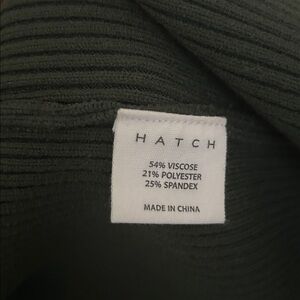 HATCH
54% VISCOSE
21% POLYESTER
25% SPANDEX
MADE IN CHINA